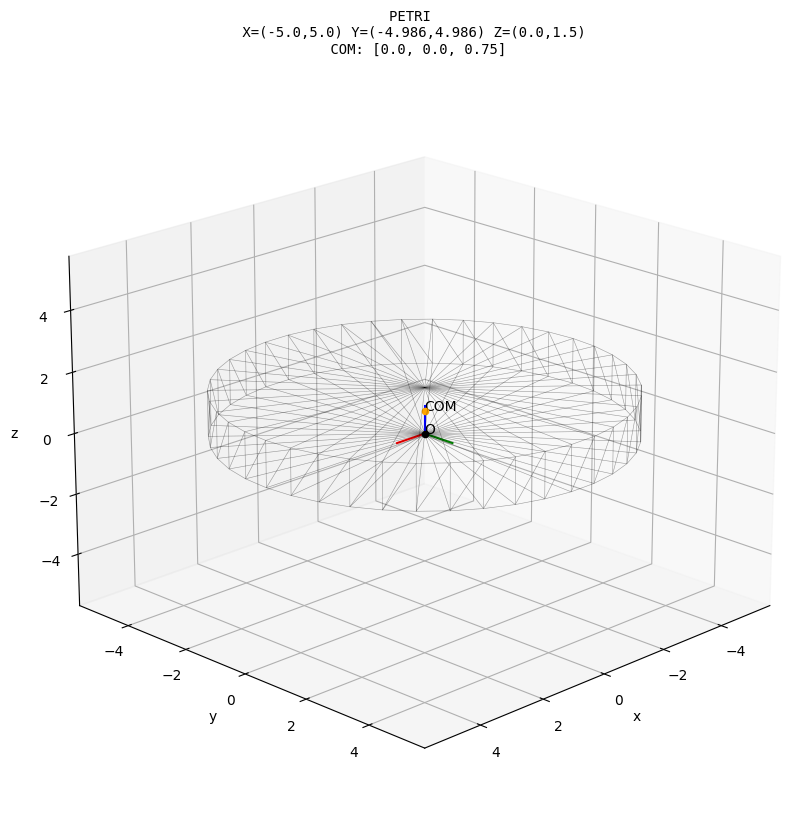 PETRI
X=(-5.0,5.0) Y=(-4.986,4.986) Z=(0.0,1.5)
COM: [0.0, 0.0, 0.75]
4
2
z
0
−2
−4
COM
O
−4
−2
0
y
2
4
−4
−2
0
x
2
4